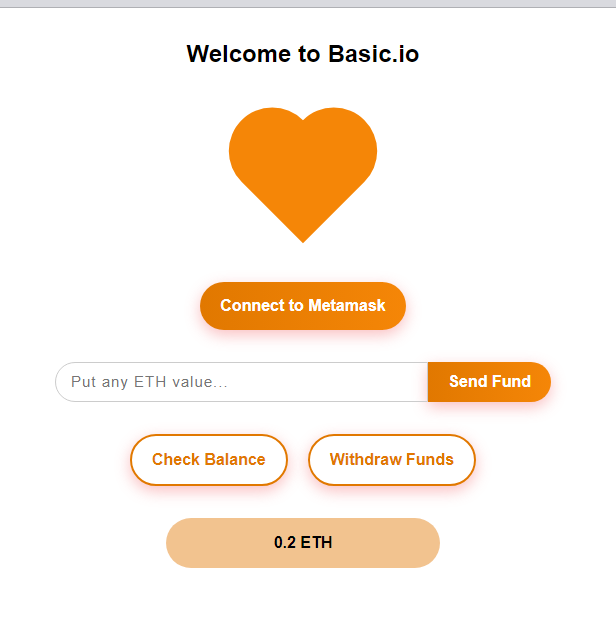 Welcome to Basic.io
Connect to Metamask
Put any ETH value... Send Fund
Check Balance Withdraw Funds
0.2 ETH